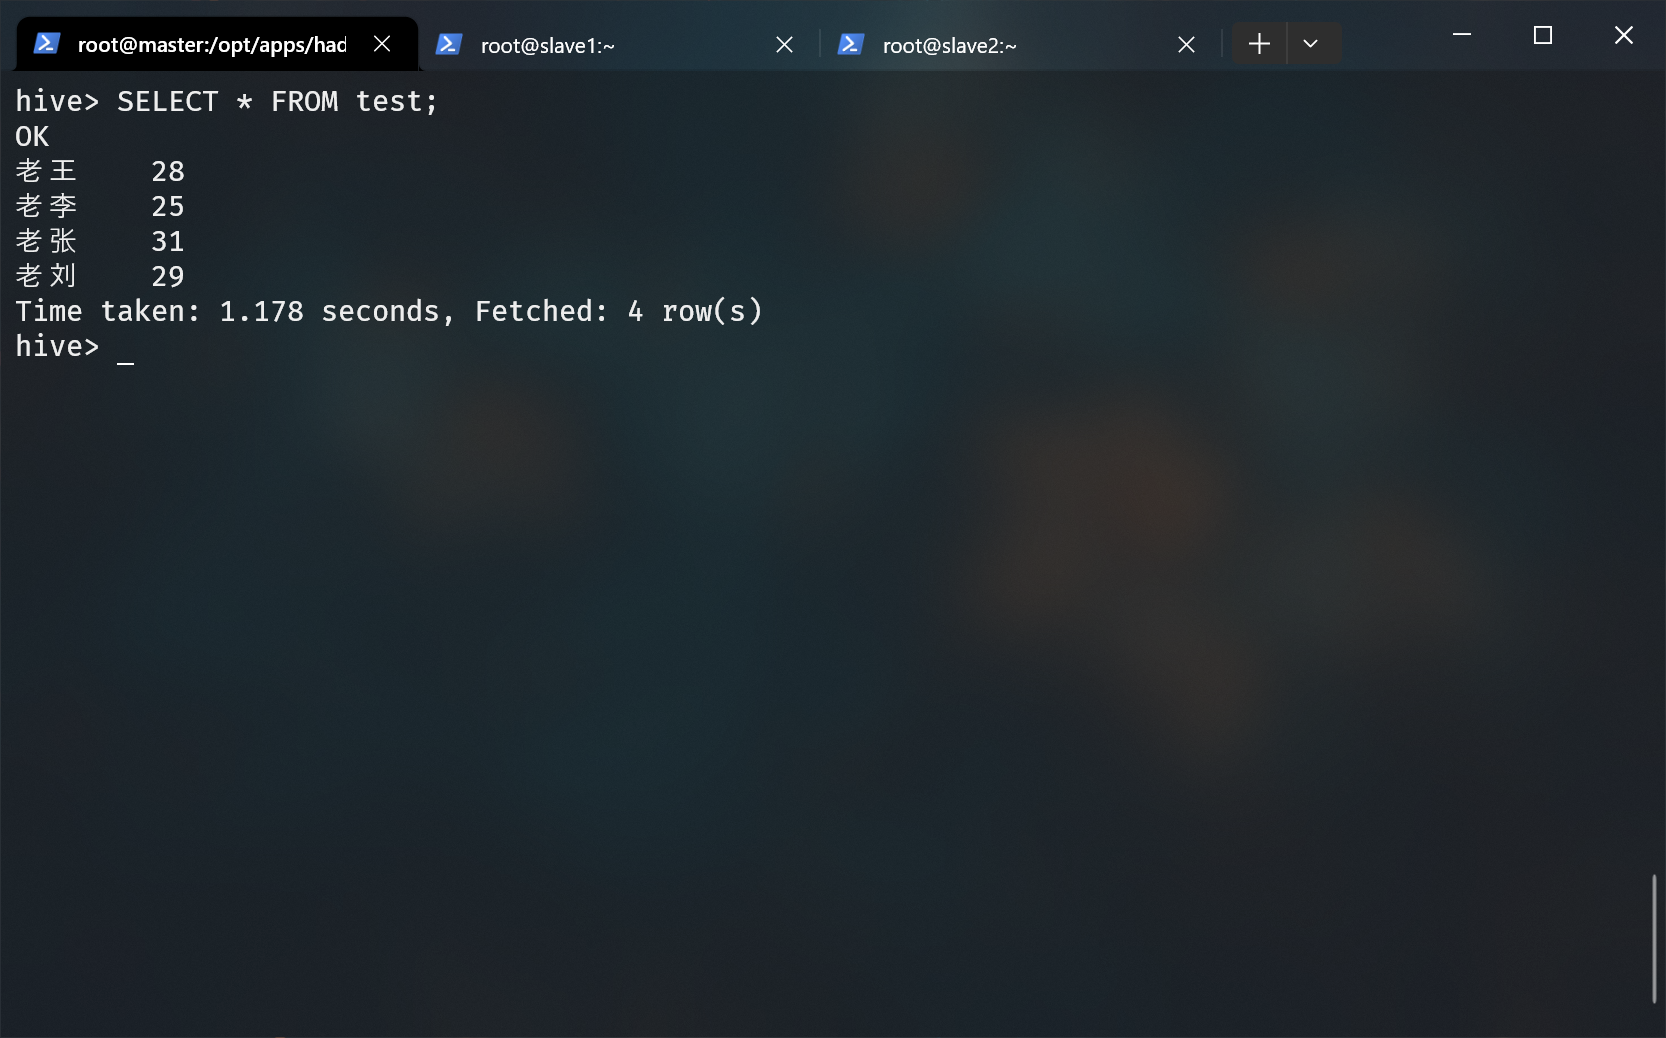 root@master:/opt/apps/had
root@slave1:~
root@slave2:~
hive> SELECT * FROM test;
OK
老王 28
老李 25
老张 31
老刘 29
Time taken: 1.178 seconds, Fetched: 4 row(s)
hive> _